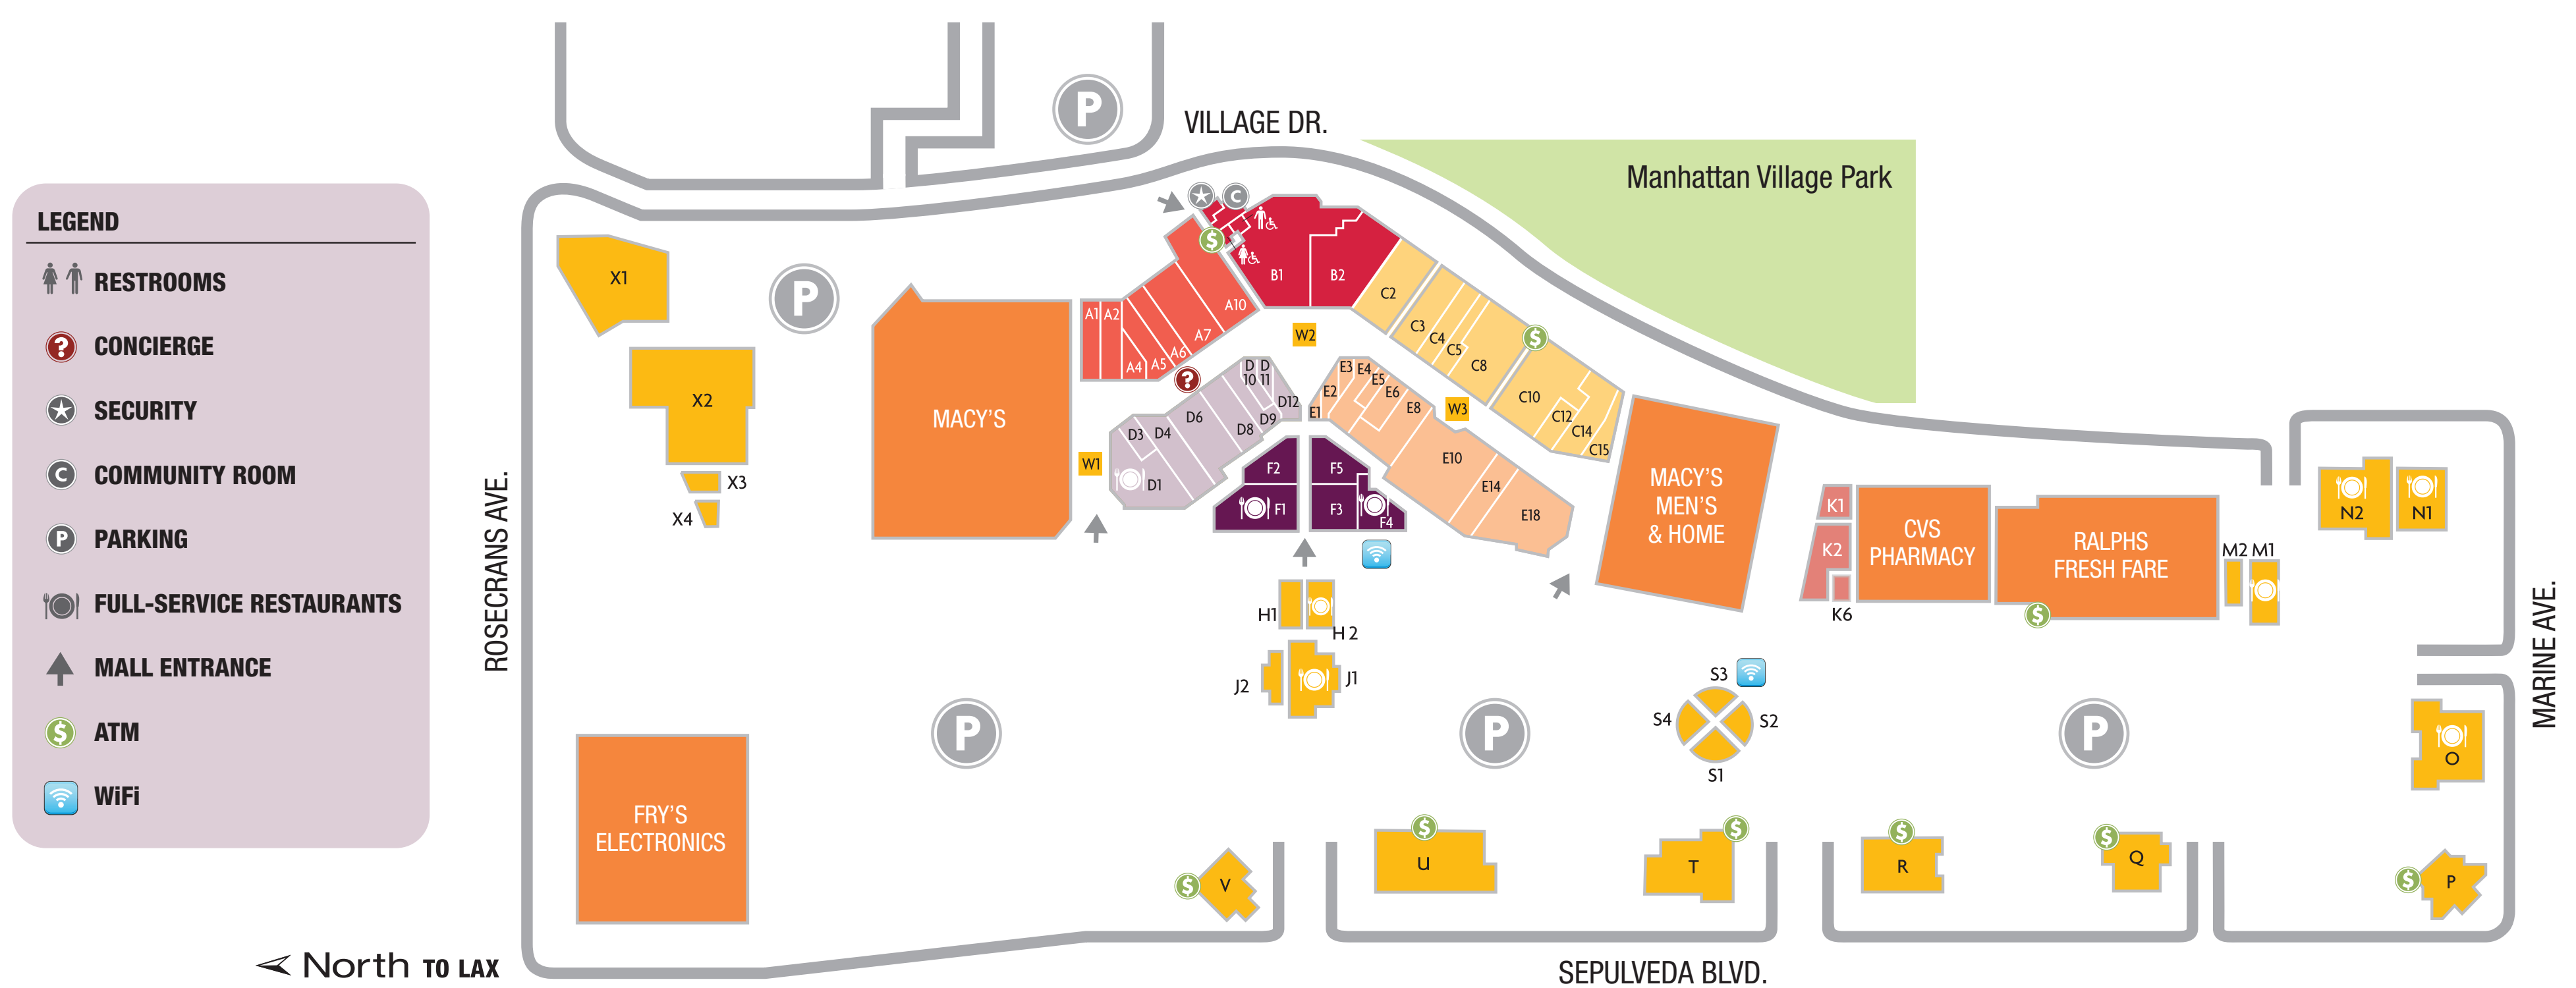 LEGEND
RESTROOMS
? CONCIERGE
SECURITY
C COMMUNITY ROOM
P PARKING
FULL-SERVICE RESTAURANTS
MALL ENTRANCE
$ ATM
WiFi
North TO LAX
ROSECRANS AVE.
VILLAGE DR.
Manhattan Village Park
MARINE AVE.
SEPULVEDA BLVD.
P
P
P
P
P
X1
X2
X3
X4
FRY'S
ELECTRONICS
MACY'S
A1
A2
A4
A5
A6
A7
A10
C
$
?
B1
B2
W1
W2
W3
C2
C3
C4
C5
C8
$
C10
C12
C14
C15
D1
D3
D4
D6
D8
D9
D
10
D
11
D12
E1
E2
E3
E4
E5
E6
E8
E10
E14
E18
F1
F2
F3
F4
F5
H1
H 2
J2
J1
MACY'S
MEN'S
& HOME
K1
K2
K6
CVS
PHARMACY
RALPHS
FRESH FARE
$
M2
M1
N2
N1
O
S3
S4
S2
S1
$
V
$
U
$
T
$
R
$
Q
$
P